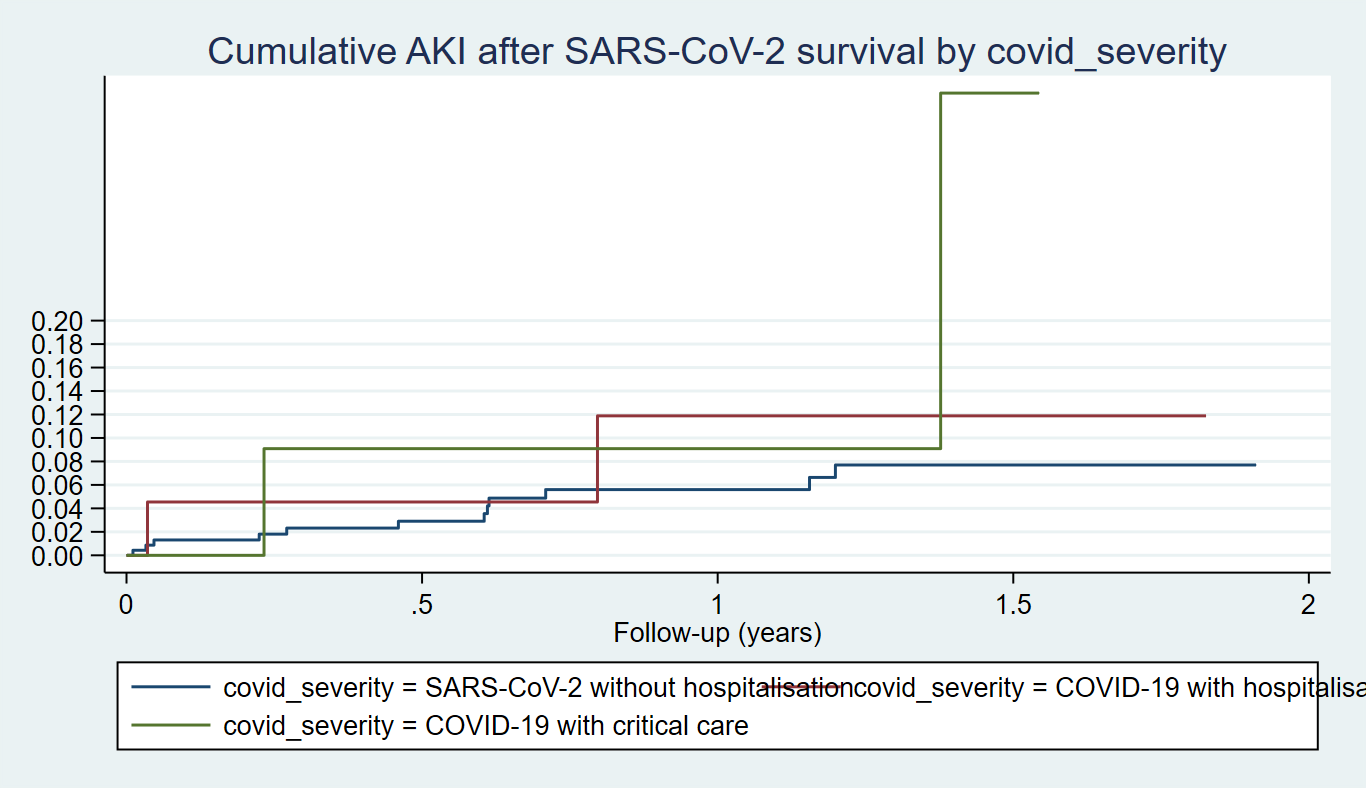 Cumulative AKI after SARS-CoV-2 survival by covid_severity
0.20
0.18
0.16
0.14
0.12
0.10
0.08
0.06
0.04
0.02
0.00
0 .5 1 1.5 2
Follow-up (years)
covid_severity = SARS-CoV-2 without hospitalisation covid_severity = COVID-19 with hospitalisa
covid_severity = COVID-19 with critical care